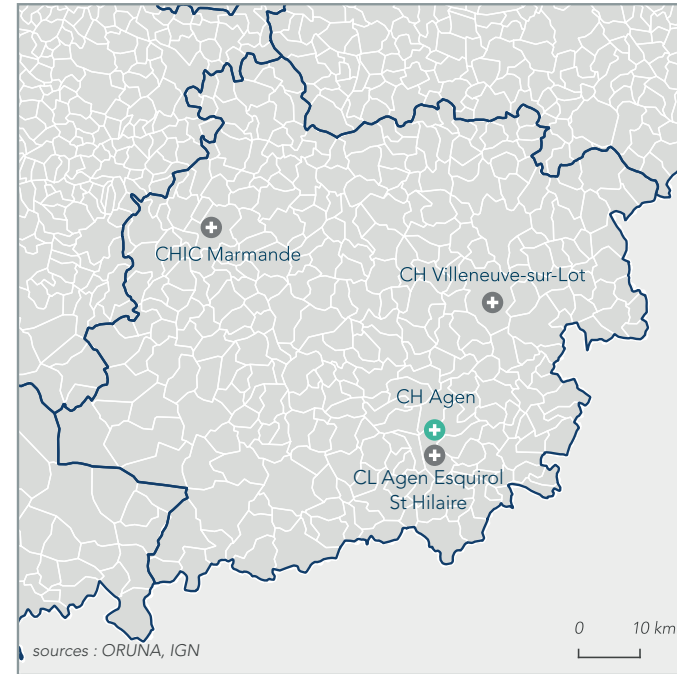 CHIC Marmande
CH Villeneuve-sur-Lot
CH Agen
CL Agen Esquirol
St Hilaire
0 10 km
sources : ORUNA, IGN